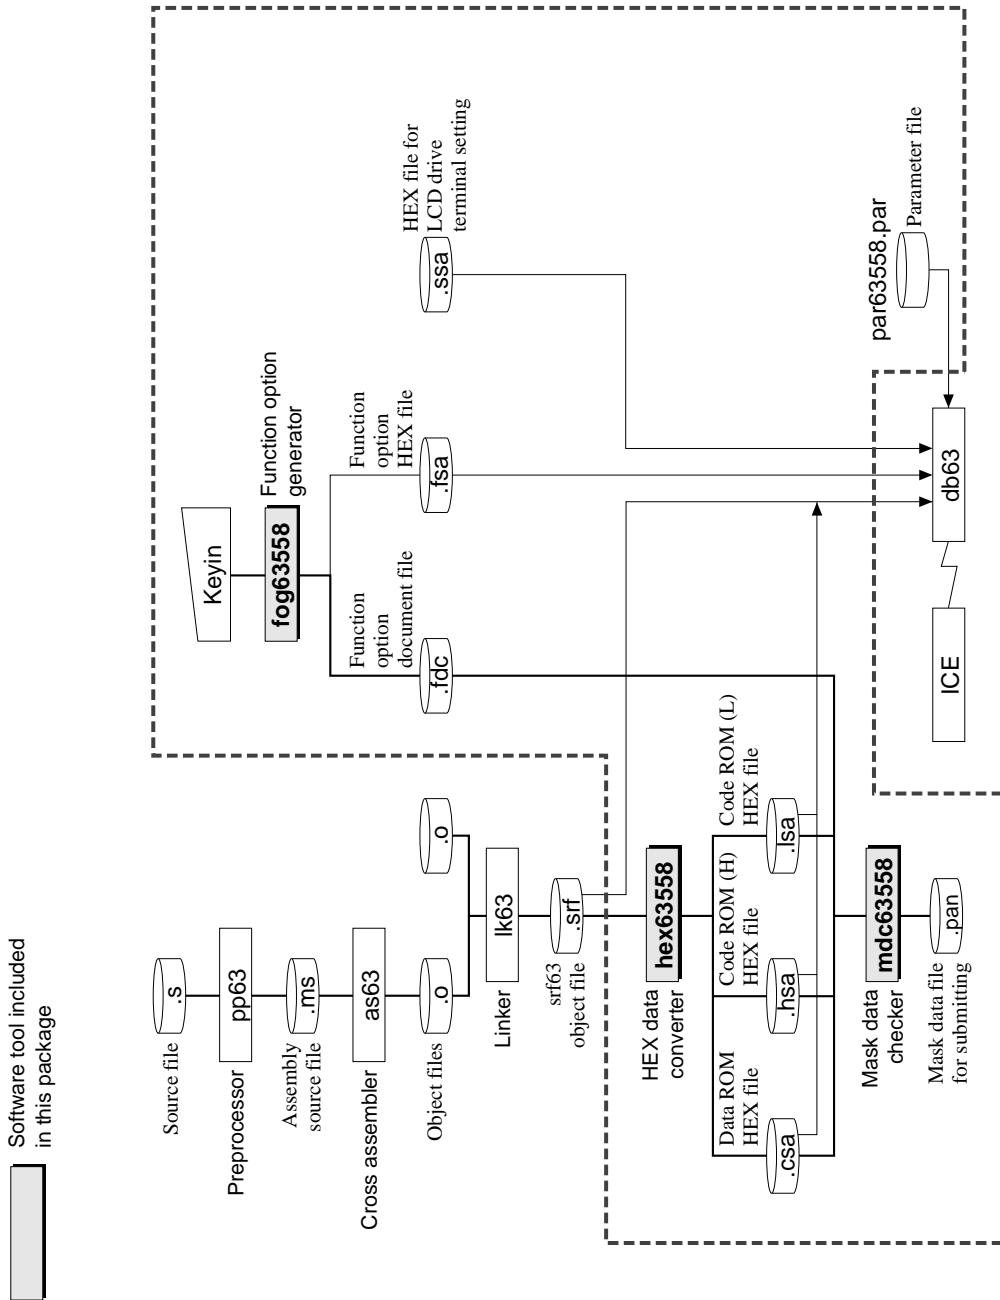 Software tool included
in this package
Source file
.s
Preprocessor
pp63
Assembly
source file
.ms
Cross assembler
as63
Object files
.o
.o
Linker
lk63
srf63
object file
.srf
HEX data
converter
hex63558
Data ROM
HEX file
.csa
Code ROM (H)
HEX file
.hsa
Code ROM (L)
HEX file
.lsa
Mask data
checker
mdc63558
Mask data file
for submitting
.pan
Keyin
fog63558
Function option
generator
Function
option
document file
.fdc
Function
option
HEX file
.fsa
HEX file for
LCD drive
terminal setting
.ssa
par63558.par
Parameter file
ICE
db63